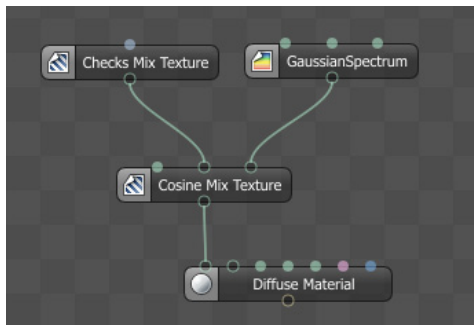 Checks Mix Texture
GaussianSpectrum
Cosine Mix Texture
Diffuse Material